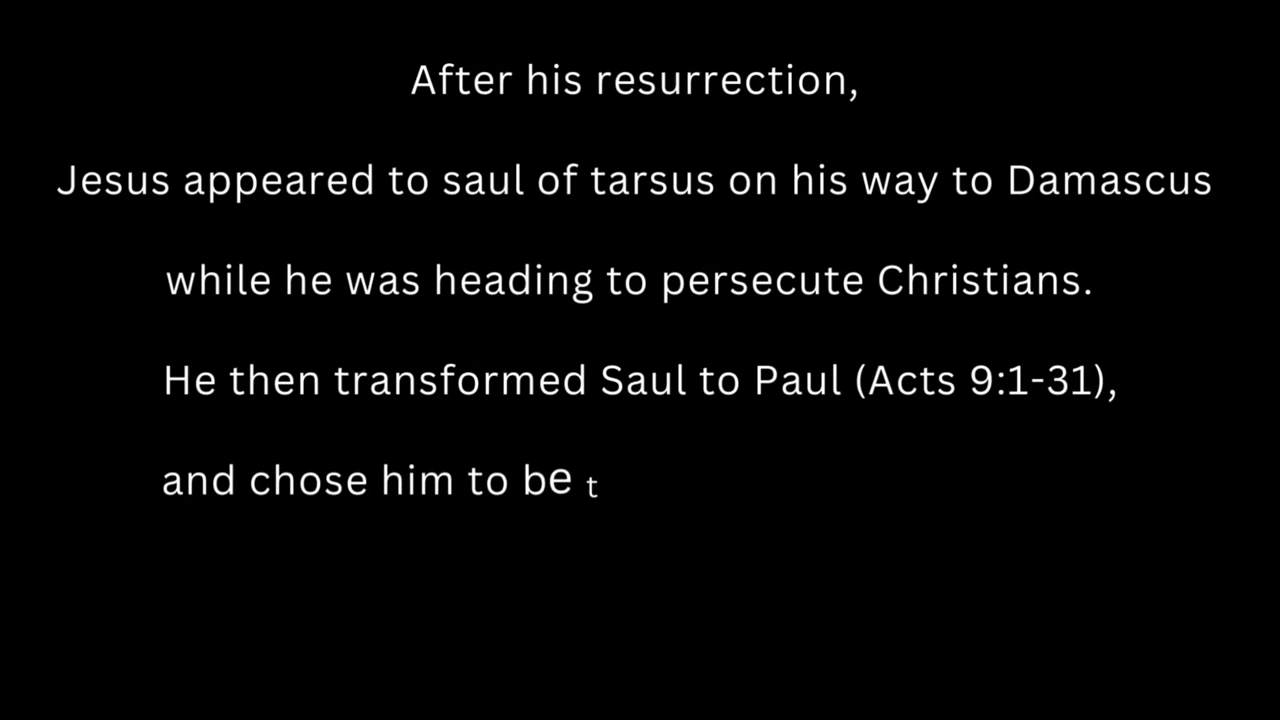 After his resurrection,
Jesus appeared to saul of tarsus on his way to Damascus
while he was heading to persecute Christians.
He then transformed Saul to Paul (Acts 9:1-31),
and chose him to be t